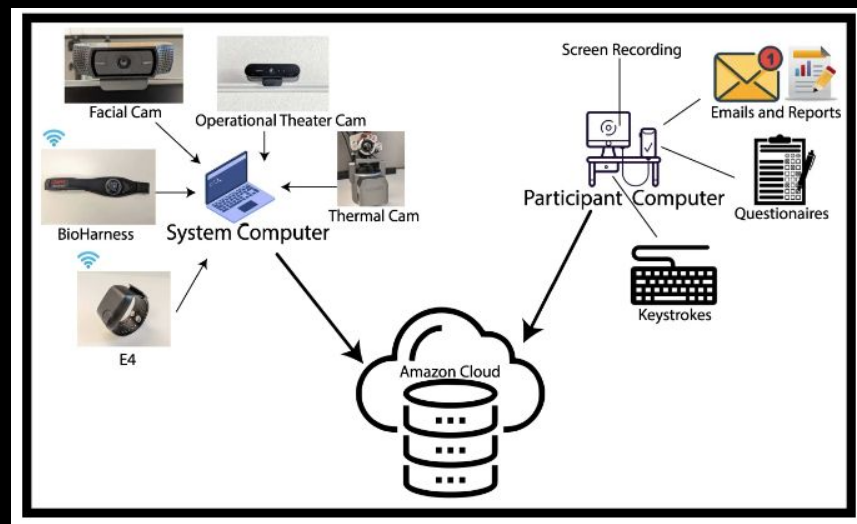 Screen Recording
1
Facial Cam
Operational Theater Cam
Emails and Reports
Thermal Cam
BioHarness
System Computer
Participant Computer
Questionaires
Keystrokes
E4
Amazon Cloud